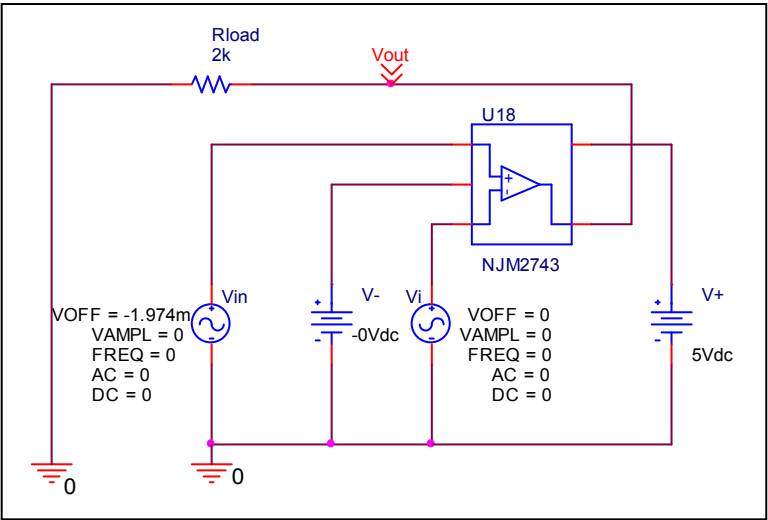 Rload
2k
Vout
U18
+
-
NJM2743
Vin
VOFF = -1.974m
VAMPL = 0
FREQ = 0
AC = 0
DC = 0
+
-
V-
-0Vdc
Vi
+
-
VOFF = 0
VAMPL = 0
FREQ = 0
AC = 0
DC = 0
+
-
V+
5Vdc
+
-
0
0